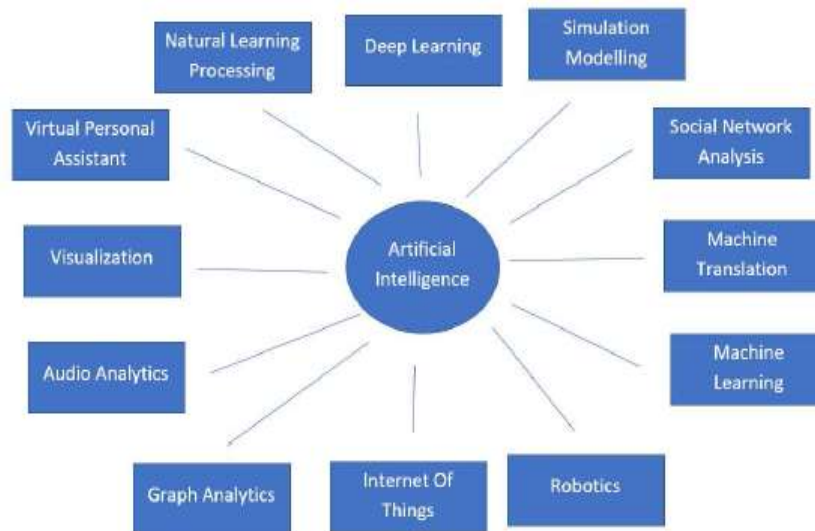 Natural Learning
Processing
Deep Learning
Simulation
Modelling
Virtual Personal
Assistant
Social Network
Analysis
Artificial
Intelligence
Visualization
Machine
Translation
Audio Analytics
Machine
Learning
Graph Analytics
Internet Of
Things
Robotics